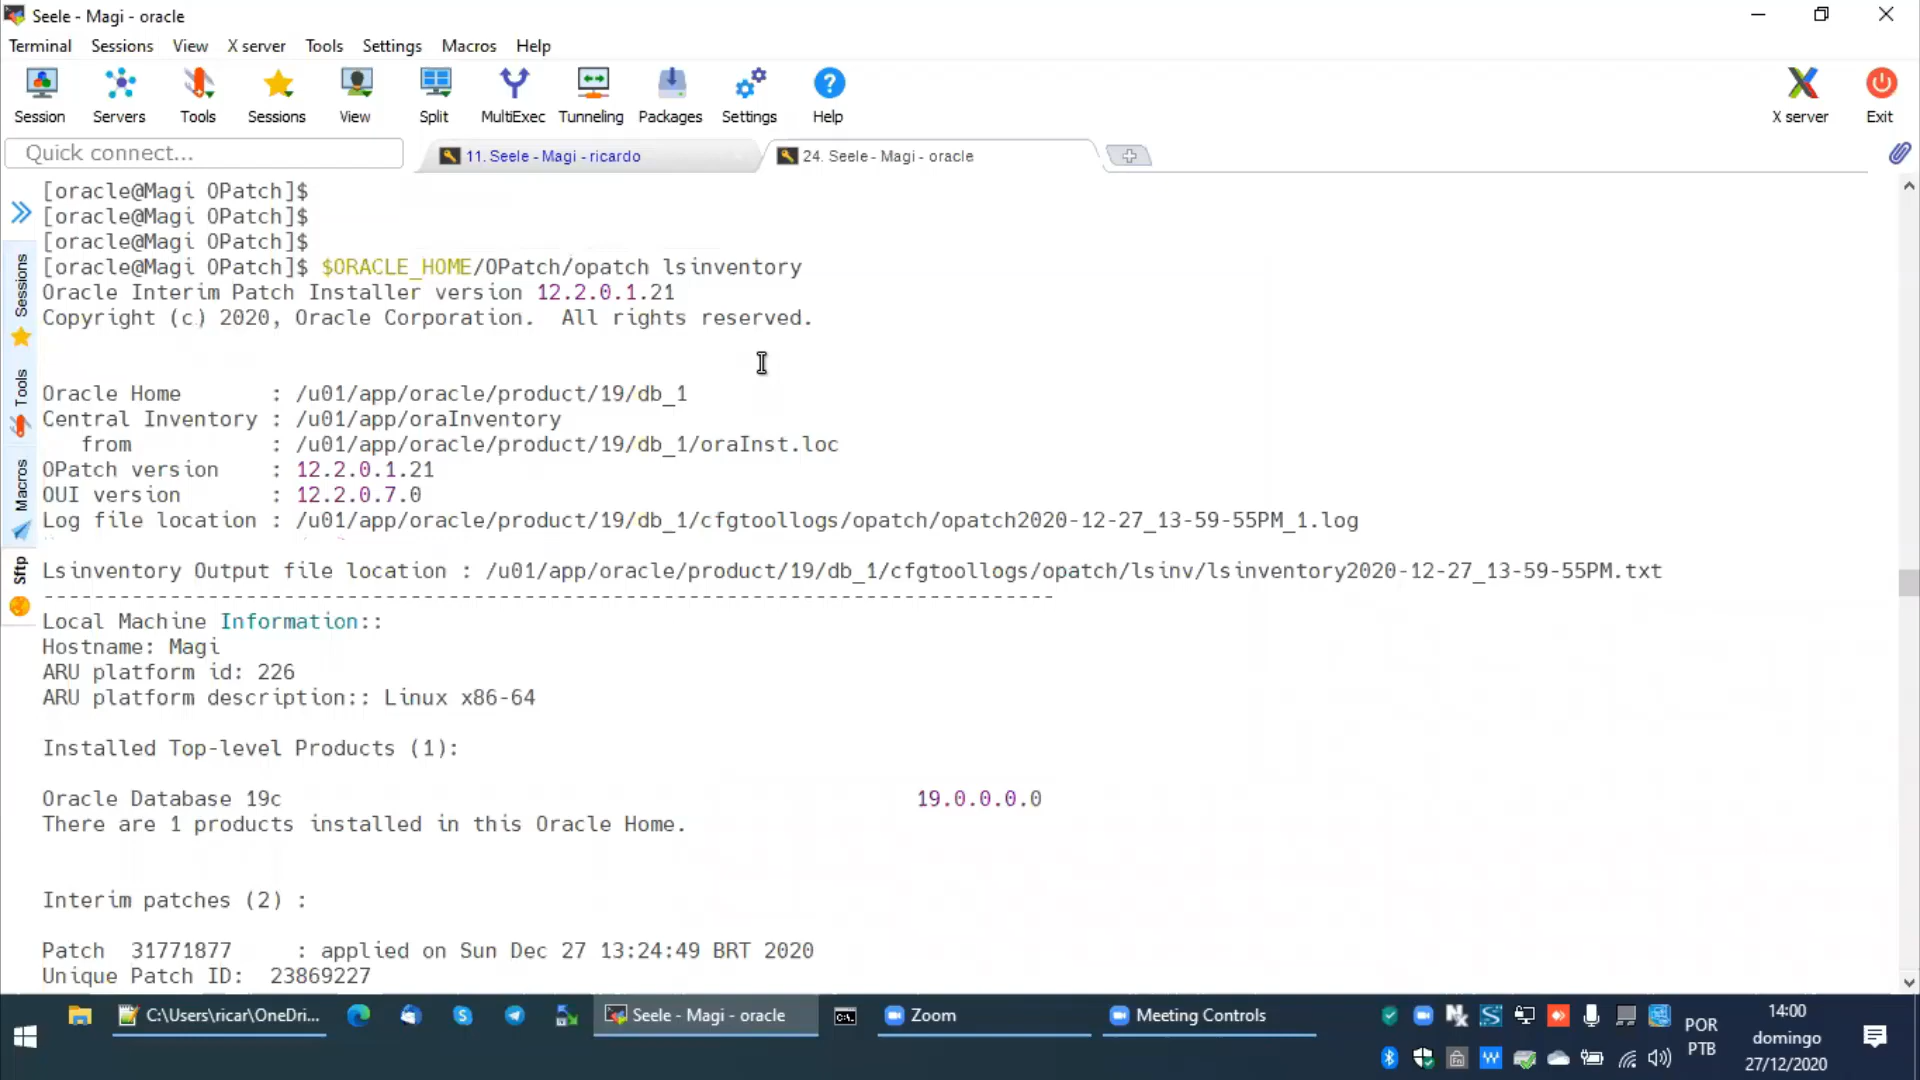 Seele - Magi - oracle
Terminal Sessions View X server Tools Settings Macros Help
Session Servers Tools Sessions View Split MultiExec Tunneling Packages Settings Help X server Exit
Quick connect...
11. Seele - Magi - ricardo
24. Seele - Magi - oracle
Sessions
Tools
Macros
Sftp
[oracle@Magi OPatch]$
[oracle@Magi OPatch]$
[oracle@Magi OPatch]$
[oracle@Magi OPatch]$ $ORACLE_HOME/OPatch/opatch lsinventory
Oracle Interim Patch Installer version 12.2.0.1.21
Copyright (c) 2020, Oracle Corporation.  All rights reserved.
Oracle Home       : /u01/app/oracle/product/19/db_1
Central Inventory : /u01/app/oraInventory
   from           : /u01/app/oracle/product/19/db_1/oraInst.loc
OPatch version    : 12.2.0.1.21
OUI version       : 12.2.0.7.0
Log file location : /u01/app/oracle/product/19/db_1/cfgtoollogs/opatch/opatch2020-12-27_13-59-55PM_1.log
Lsinventory Output file location : /u01/app/oracle/product/19/db_1/cfgtoollogs/opatch/lsinv/lsinventory2020-12-27_13-59-55PM.txt
--------------------------------------------------------------------------------
Local Machine Information::
Hostname: Magi
ARU platform id: 226
ARU platform description:: Linux x86-64
Installed Top-level Products (1):
Oracle Database 19c                                                  19.0.0.0.0
There are 1 products installed in this Oracle Home.
Interim patches (2) :
Patch  31771877     : applied on Sun Dec 27 13:24:49 BRT 2020
Unique Patch ID:  23869227
C:\Users\ricar\OneDri...
Seele - Magi - oracle
Zoom
Meeting Controls
POR
PTB
14:00
domingo
27/12/2020